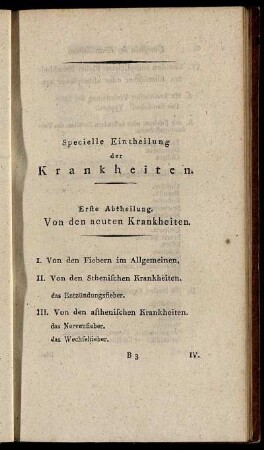 Specielle Eintheilung
der
Krankheiten.
Erſte Abtheilung.
Von den acuten Krankheiten.
I. Von den Fiebern im Allgemeinen.
II. Von den Stheniſchen Krankheiten.
das Entzündungsfieber.
III. Von den aſtheniſchen Krankheiten.
das Nervenfieber.
das Wechſelfieber.
B 3 IV.